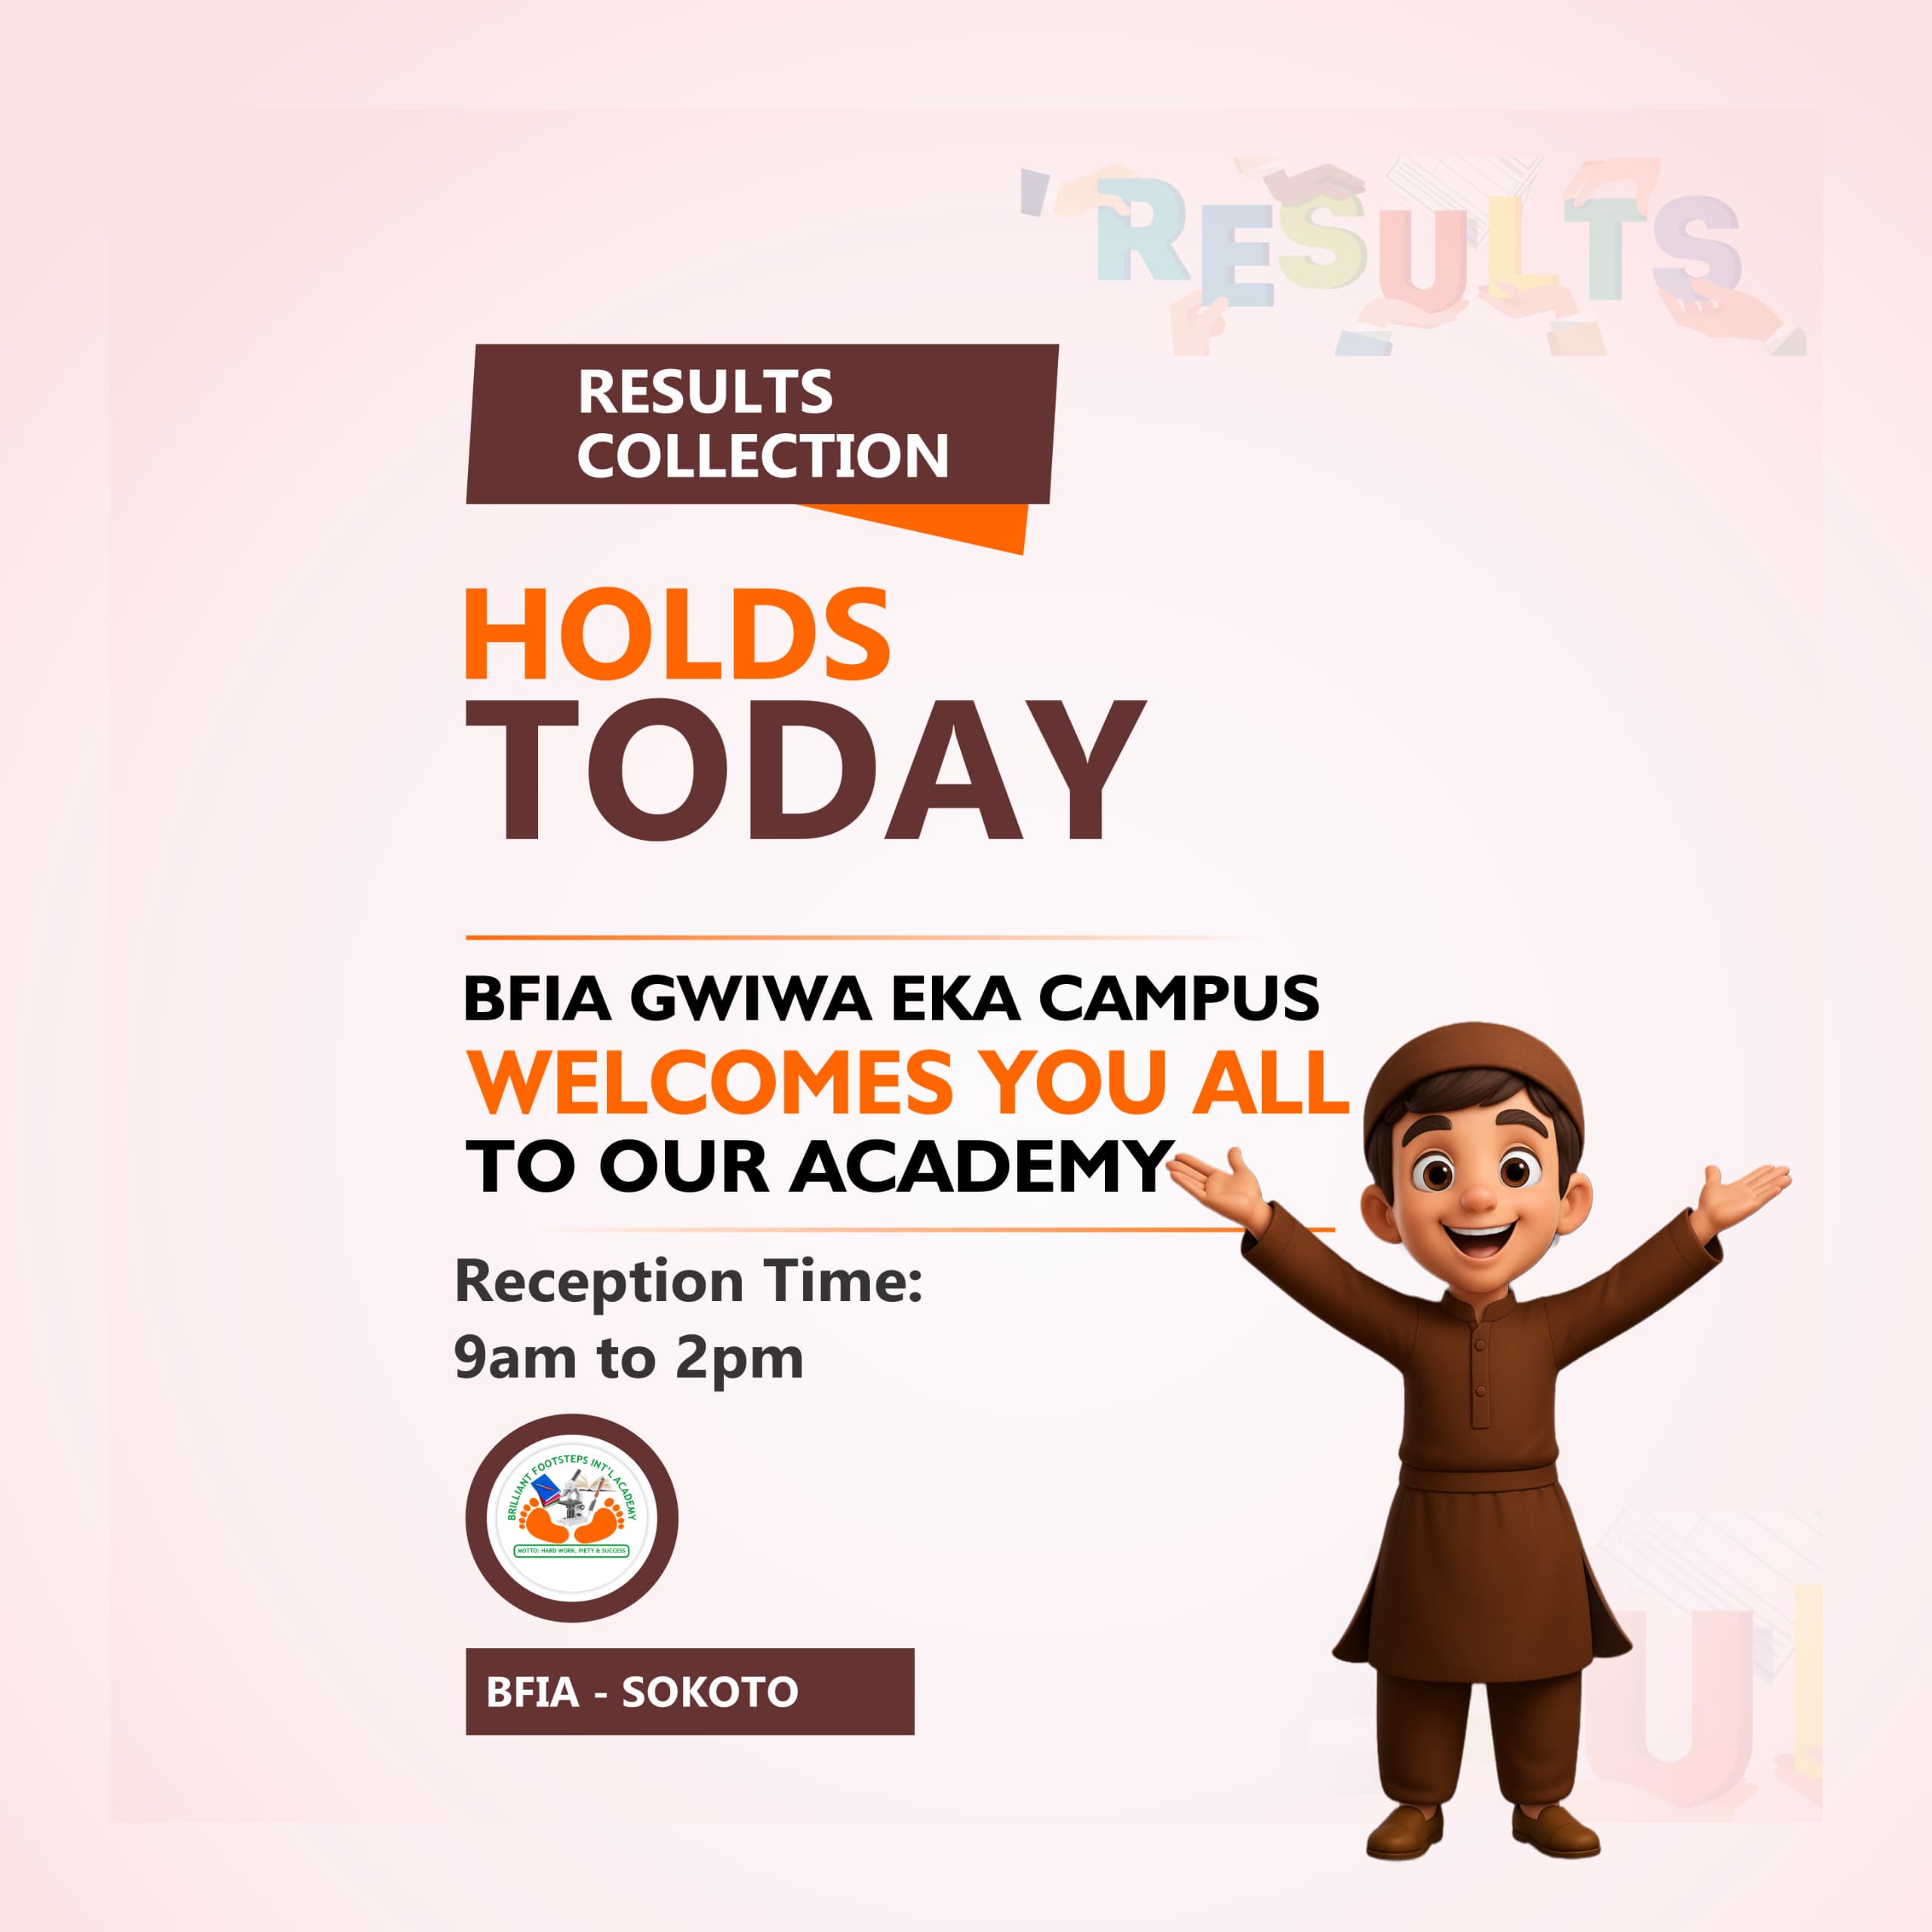 RESULTS
RESULTS
COLLECTION
HOLDS
TODAY
BFIA GWIWA EKA CAMPUS
WELCOMES YOU ALL
TO OUR ACADEMY
Reception Time:
9am to 2pm
BRILLIANT FOOTSTEPS INT'L ACADEMY
MOTTO: HARD WORK, PIETY & SUCCESS
BFIA - SOKOTO
UL